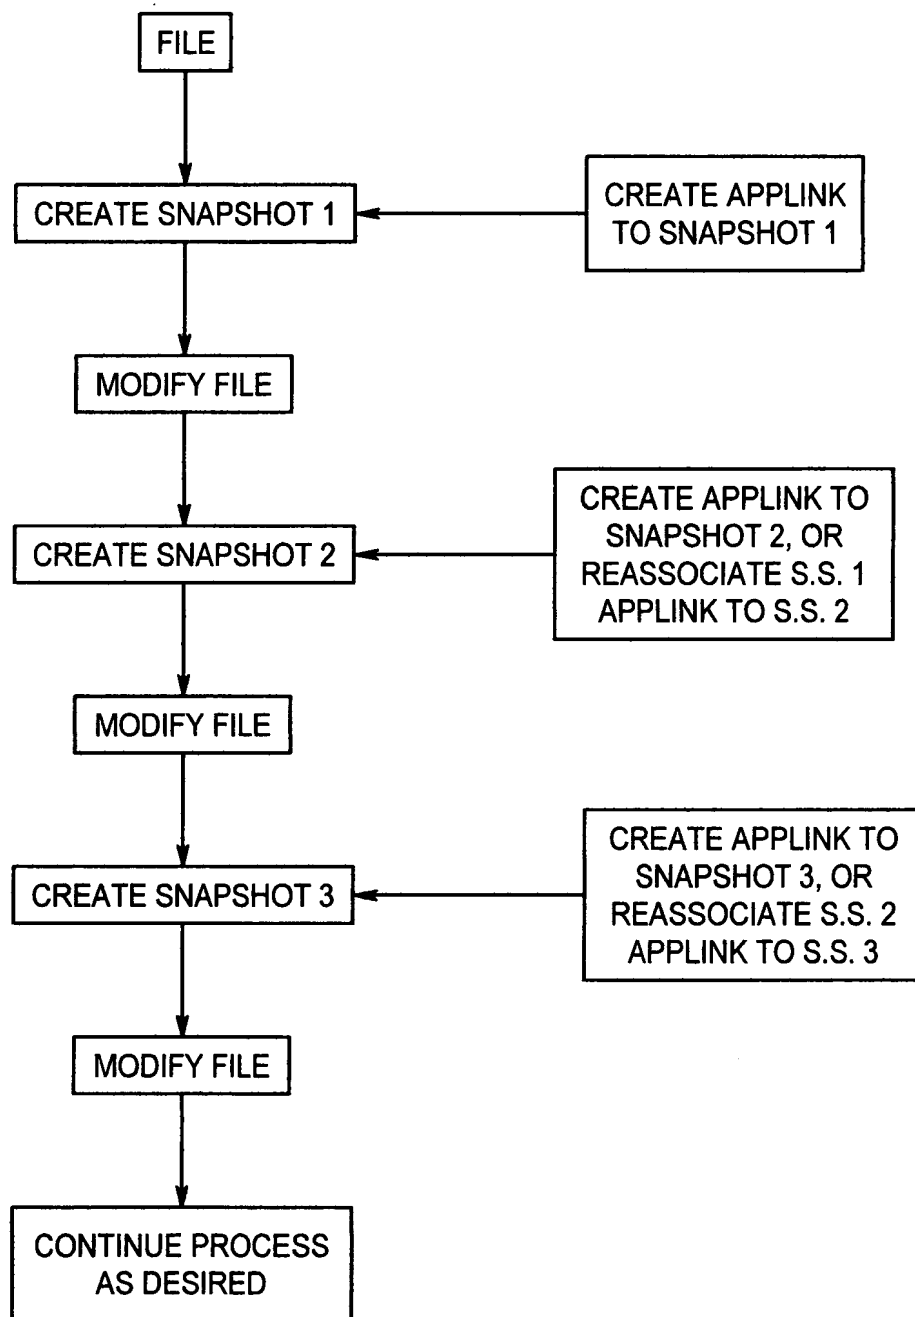 FILE
CREATE SNAPSHOT 1
CREATE APPLINK
TO SNAPSHOT 1
MODIFY FILE
CREATE SNAPSHOT 2
CREATE APPLINK TO
SNAPSHOT 2, OR
REASSOCIATE S.S. 1
APPLINK TO S.S. 2
MODIFY FILE
CREATE SNAPSHOT 3
CREATE APPLINK TO
SNAPSHOT 3, OR
REASSOCIATE S.S. 2
APPLINK TO S.S. 3
MODIFY FILE
CONTINUE PROCESS
AS DESIRED